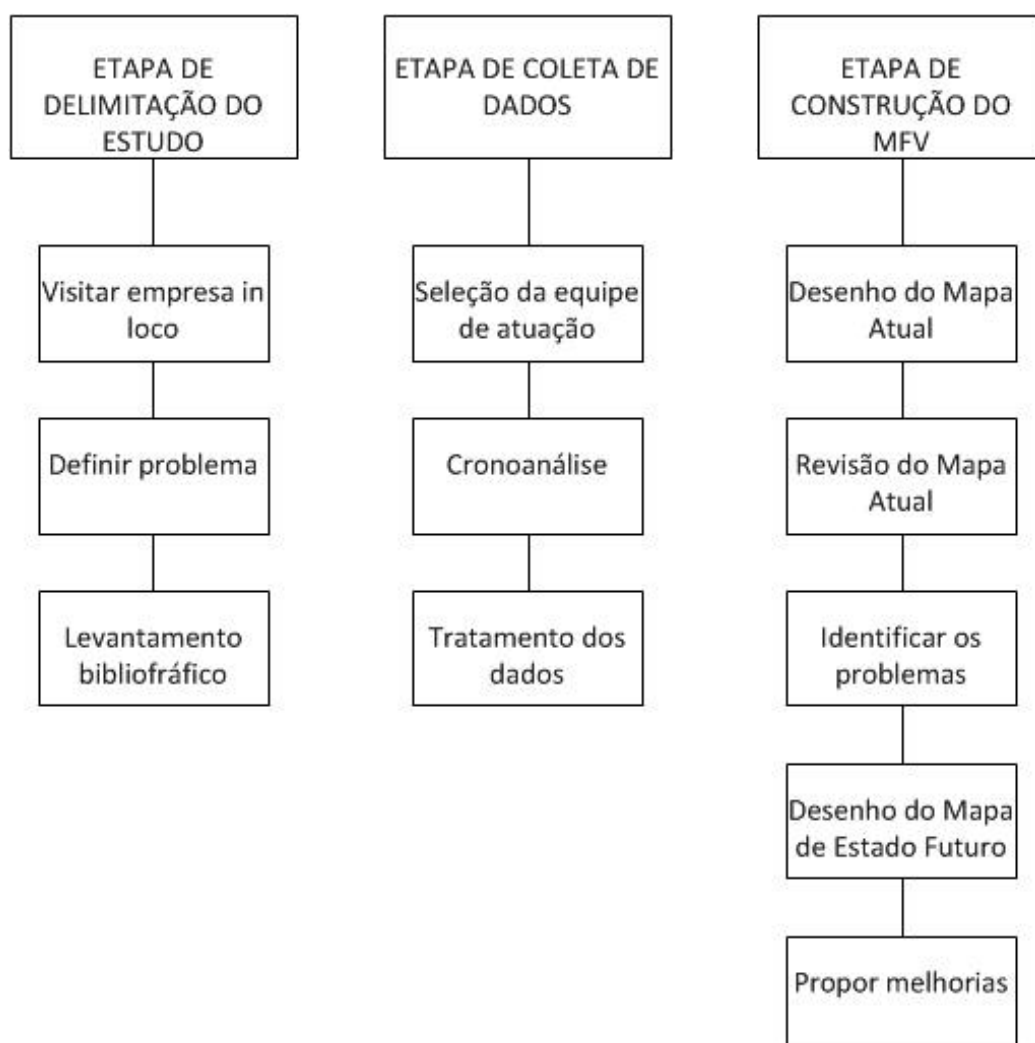 ETAPA DE
DELIMITAÇÃO DO
ESTUDO
Visitar empresa in
loco
Definir problema
Levantamento
bibliofráfico
ETAPA DE COLETA DE
DADOS
Seleção da equipe
de atuação
Cronoanálise
Tratamento dos
dados
ETAPA DE
CONSTRUÇÃO DO
MFV
Desenho do Mapa
Atual
Revisão do Mapa
Atual
Identificar os
problemas
Desenho do Mapa
de Estado Futuro
Propor melhorias